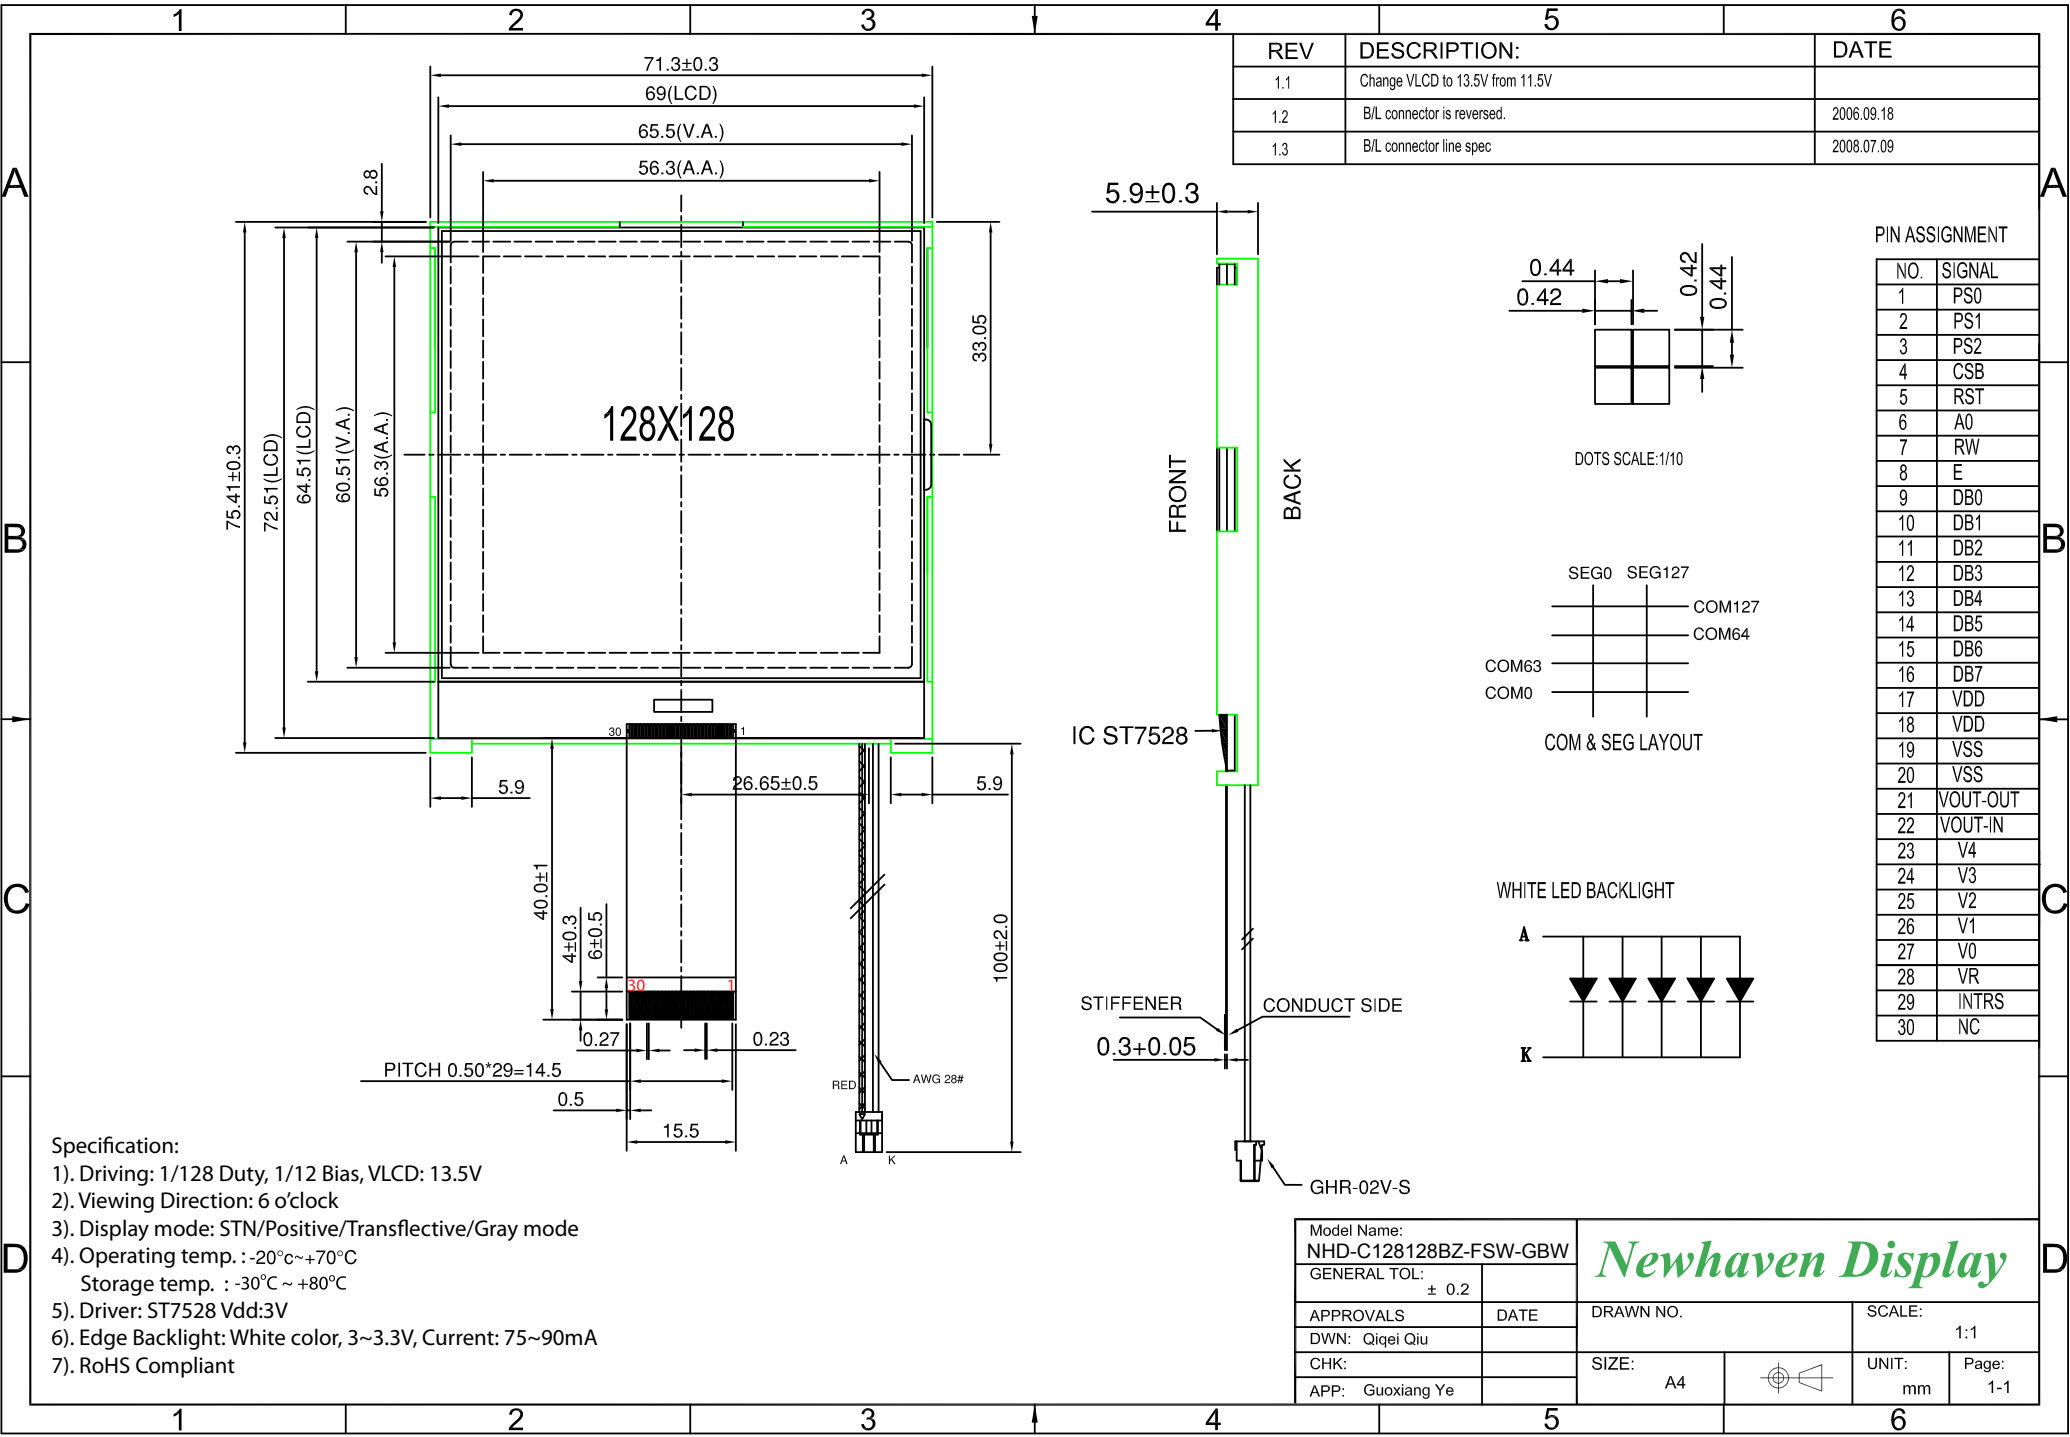 1 2 3 4 5 6
A
B
C
D
A
B
C
D
REV DESCRIPTION: DATE
1.1 Change VLCD to 13.5V from 11.5V
1.2 B/L connector is reversed. 2006.09.18
1.3 B/L connector line spec 2008.07.09
71.3±0.3
69(LCD)
65.5(V.A.)
56.3(A.A.)
2.8
75.41±0.3
72.51(LCD)
64.51(LCD)
60.51(V.A.)
56.3(A.A.)
128X128
33.05
30 1
5.9
26.65±0.5
5.9
40.0±1
4±0.3
6±0.5
100±2.0
30 1
0.27
0.23
PITCH 0.50*29=14.5
0.5
15.5
RED
AWG 28#
A K
5.9±0.3
FRONT
BACK
IC ST7528
STIFFENER
CONDUCT SIDE
0.3+0.05
GHR-02V-S
0.44
0.42
0.42
0.44
DOTS SCALE:1/10
SEG0 SEG127
COM127
COM64
COM63
COM0
COM & SEG LAYOUT
WHITE LED BACKLIGHT
A
K
PIN ASSIGNMENT
NO. SIGNAL
1 PS0
2 PS1
3 PS2
4 CSB
5 RST
6 A0
7 RW
8 E
9 DB0
10 DB1
11 DB2
12 DB3
13 DB4
14 DB5
15 DB6
16 DB7
17 VDD
18 VDD
19 VSS
20 VSS
21 VOUT-OUT
22 VOUT-IN
23 V4
24 V3
25 V2
26 V1
27 V0
28 VR
29 INTRS
30 NC
Specification:
1). Driving: 1/128 Duty, 1/12 Bias, VLCD: 13.5V
2). Viewing Direction: 6 o’clock
3). Display mode: STN/Positive/Transflective/Gray mode
4). Operating temp. : -20°c~+70°C
Storage temp. : -30°C ~ +80°C
5). Driver: ST7528 Vdd:3V
6). Edge Backlight: White color, 3~3.3V, Current: 75~90mA
7). RoHS Compliant
Model Name:
NHD-C128128BZ-FSW-GBW
Newhaven Display
GENERAL TOL:
± 0.2
APPROVALS DATE
DWN: Qiqei Qiu
CHK:
APP: Guoxiang Ye
DRAWN NO.
SCALE:
1:1
SIZE:
A4
UNIT:
mm
Page:
1-1
1 2 3 4 5 6